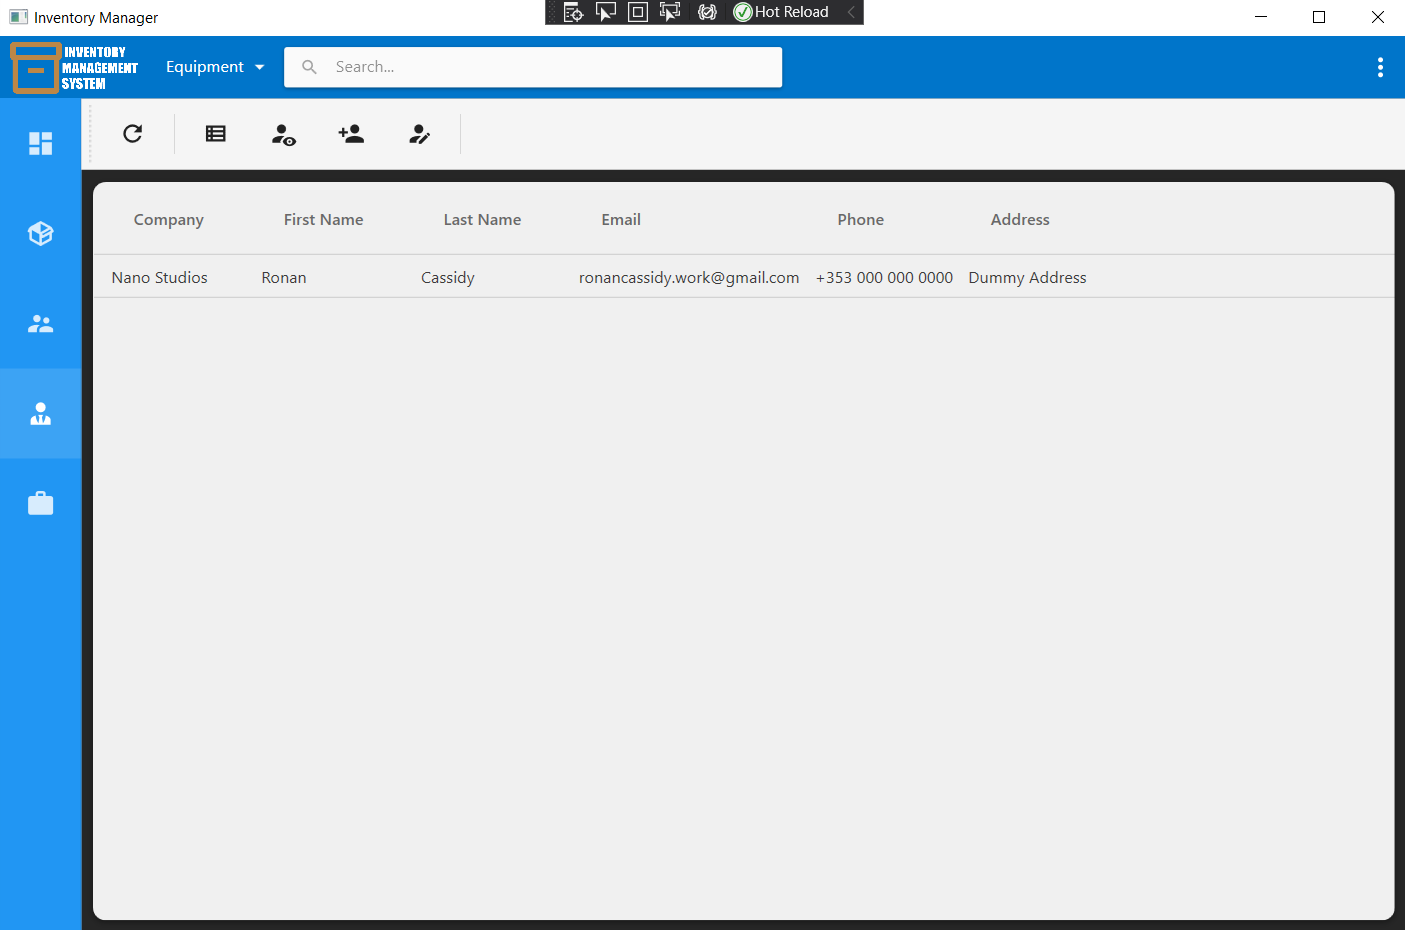 Inventory Manager
Hot Reload
INVENTORY
MANAGEMENT
SYSTEM
Equipment
Search...
Company First Name Last Name Email Phone Address
Nano Studios Ronan Cassidy ronancassidy.work@gmail.com +353 000 000 0000 Dummy Address